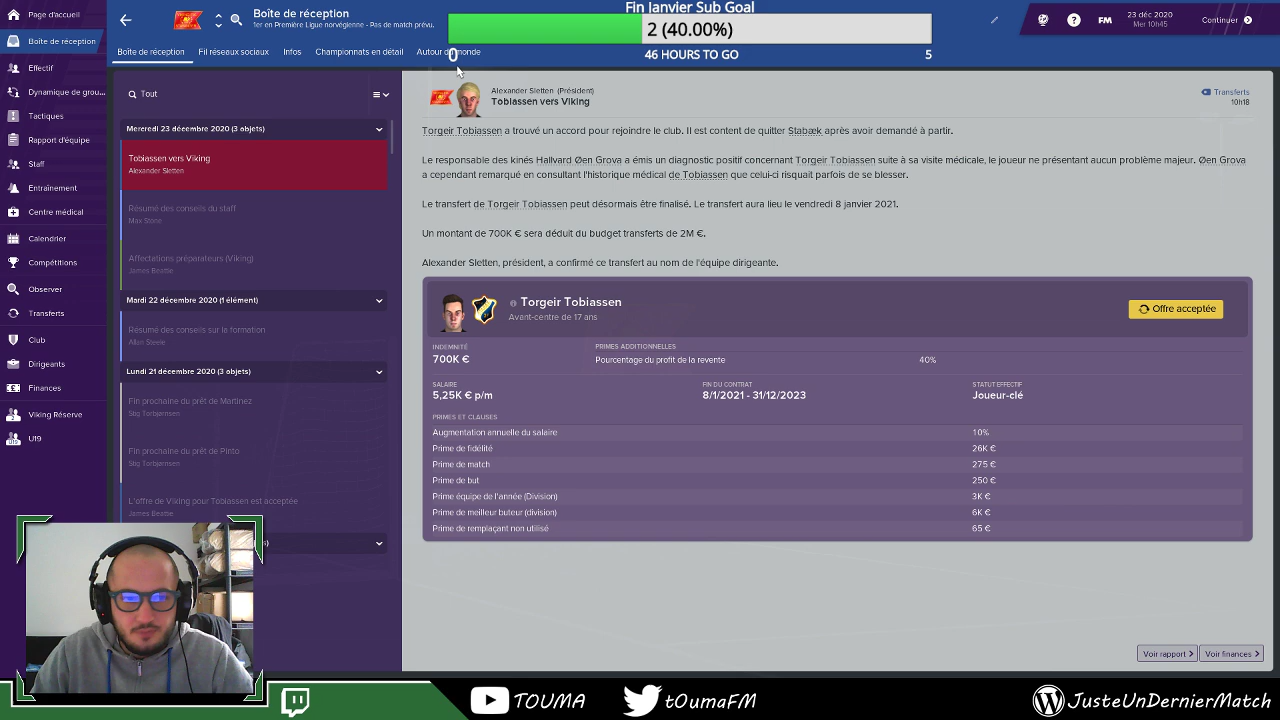 Page d'accueil
Boîte de réception
Effectif
Dynamique de grou...
Tactiques
Rapport d'équipe
Staff
Entraînement
Centre médical
Calendrier
Compétitions
Observer
Transferts
Club
Dirigeants
Finances
Viking Réserve
U19
Boîte de réception
1er en Première Ligue norvégienne - Pas de match prévu.
Boîte de réception
Fil réseaux sociaux
Infos
Championnats en détail
Autour du monde
Fin Janvier Sub Goal
2 (40.00%)
0
46 HOURS TO GO
5
FM
23 déc 2020
Mer 10h45
Continuer
Tout
Mercredi 23 décembre 2020 (3 objets)
Tobiassen vers Viking
Alexander Sletten
Résumé des conseils du staff
Max Stone
Affectations préparateurs (Viking)
James Beattie
Mardi 22 décembre 2020 (1 élément)
Résumé des conseils sur la formation
Allan Steele
Lundi 21 décembre 2020 (3 objets)
Fin prochaine du prêt de Martinez
Stig Torbjørnsen
Fin prochaine du prêt de Pinto
Stig Torbjørnsen
L'offre de Viking pour Tobiassen est acceptée
James Beattie
Alexander Sletten (Président)
Tobiassen vers Viking
Transferts
10h18
Torgeir Tobiassen a trouvé un accord pour rejoindre le club. Il est content de quitter Stabæk après avoir demandé à partir.
Le responsable des kinés Hallvard Øen Grova a émis un diagnostic positif concernant Torgeir Tobiassen suite à sa visite médicale, le joueur ne présentant aucun problème majeur. Øen Grova
a cependant remarqué en consultant l'historique médical de Tobiassen que celui-ci risquait parfois de se blesser.
Le transfert de Torgeir Tobiassen peut désormais être finalisé. Le transfert aura lieu le vendredi 8 janvier 2021.
Un montant de 700K € sera déduit du budget transferts de 2M €.
Alexander Sletten, président, a confirmé ce transfert au nom de l'équipe dirigeante.
Torgeir Tobiassen
Avant-centre de 17 ans
Offre acceptée
INDEMNITÉ
700K €
PRIMES ADDITIONNELLES
Pourcentage du profit de la revente
40%
SALAIRE
5,25K € p/m
FIN DU CONTRAT
8/1/2021 - 31/12/2023
STATUT EFFECTIF
Joueur-clé
PRIMES ET CLAUSES
Augmentation annuelle du salaire
10%
Prime de fidélité
26K €
Prime de match
275 €
Prime de but
250 €
Prime équipe de l'année (Division)
3K €
Prime de meilleur buteur (division)
6K €
Prime de remplaçant non utilisé
65 €
Voir rapport
Voir finances
TOUMA
tOumaFM
JusteUnDernierMatch